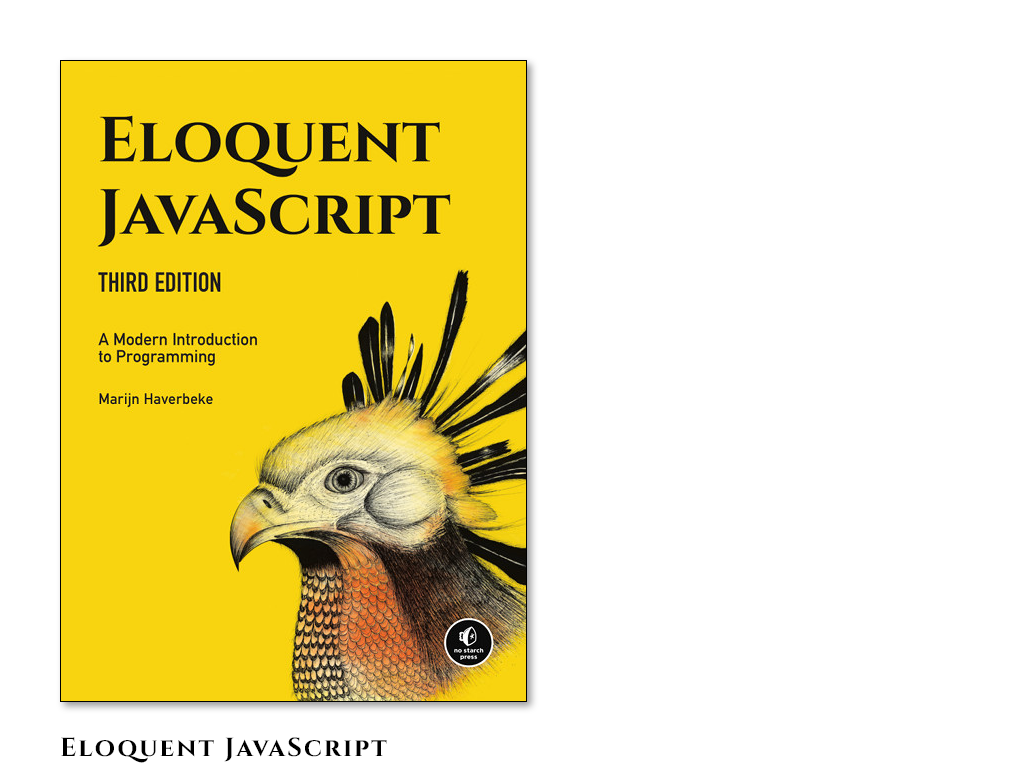 Eloquent
JavaScript
THIRD EDITION
A Modern Introduction
to Programming
Marijn Haverbeke
no starch
press
Eloquent JavaScript